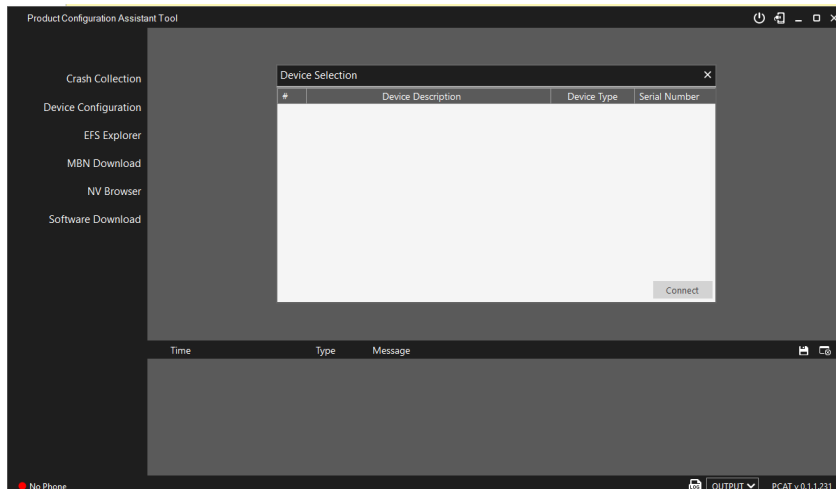 Product Configuration Assistant Tool
Crash Collection
Device Configuration
EFS Explorer
MBN Download
NV Browser
Software Download
Device Selection
# Device Description Device Type Serial Number
Connect
Time Type Message
No Phone
LOG OUTPUT PCAT v 0.1.1.231